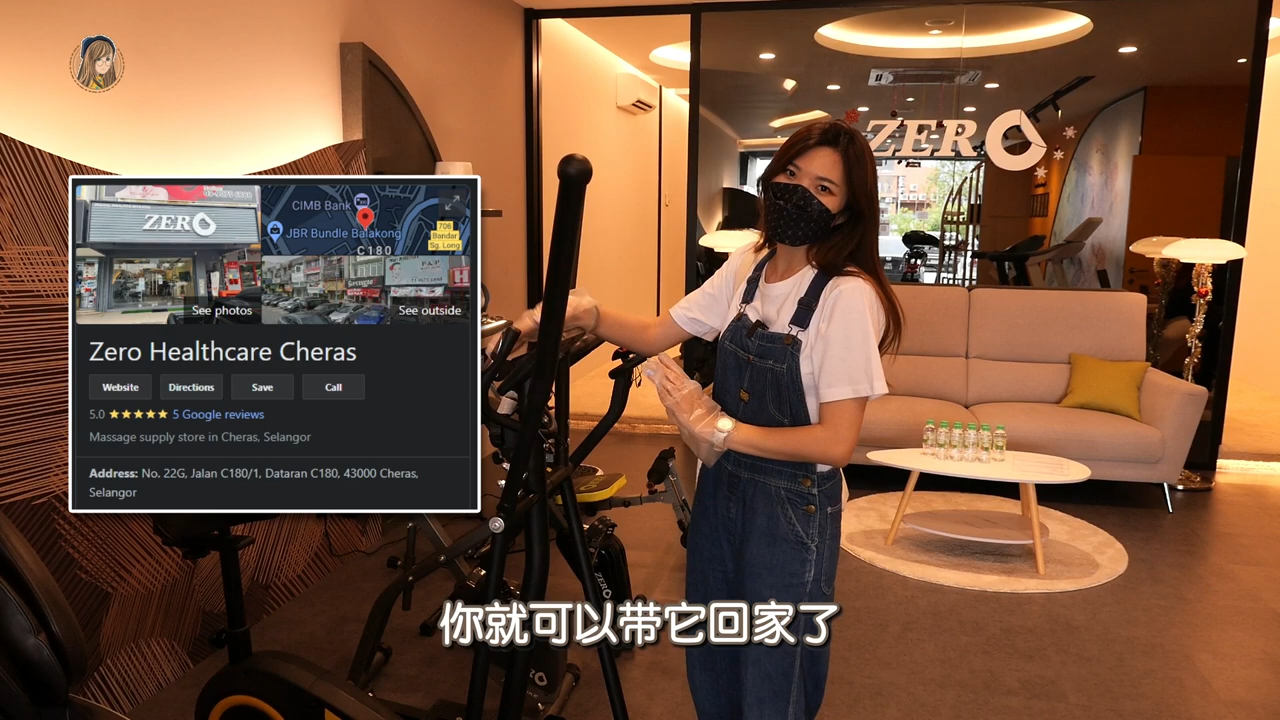 ZERO
ZERO
CIMB Bank
JBR Bundle Balakong
706
Bandar
Sg. Long
C180
See photos
See outside
Zero Healthcare Cheras
Website
Directions
Save
Call
5.0 ★★★★★ 5 Google reviews
Massage supply store in Cheras, Selangor
Address: No. 22G, Jalan C180/1, Dataran C180, 43000 Cheras,
Selangor
ZERO
你就可以带它回家了